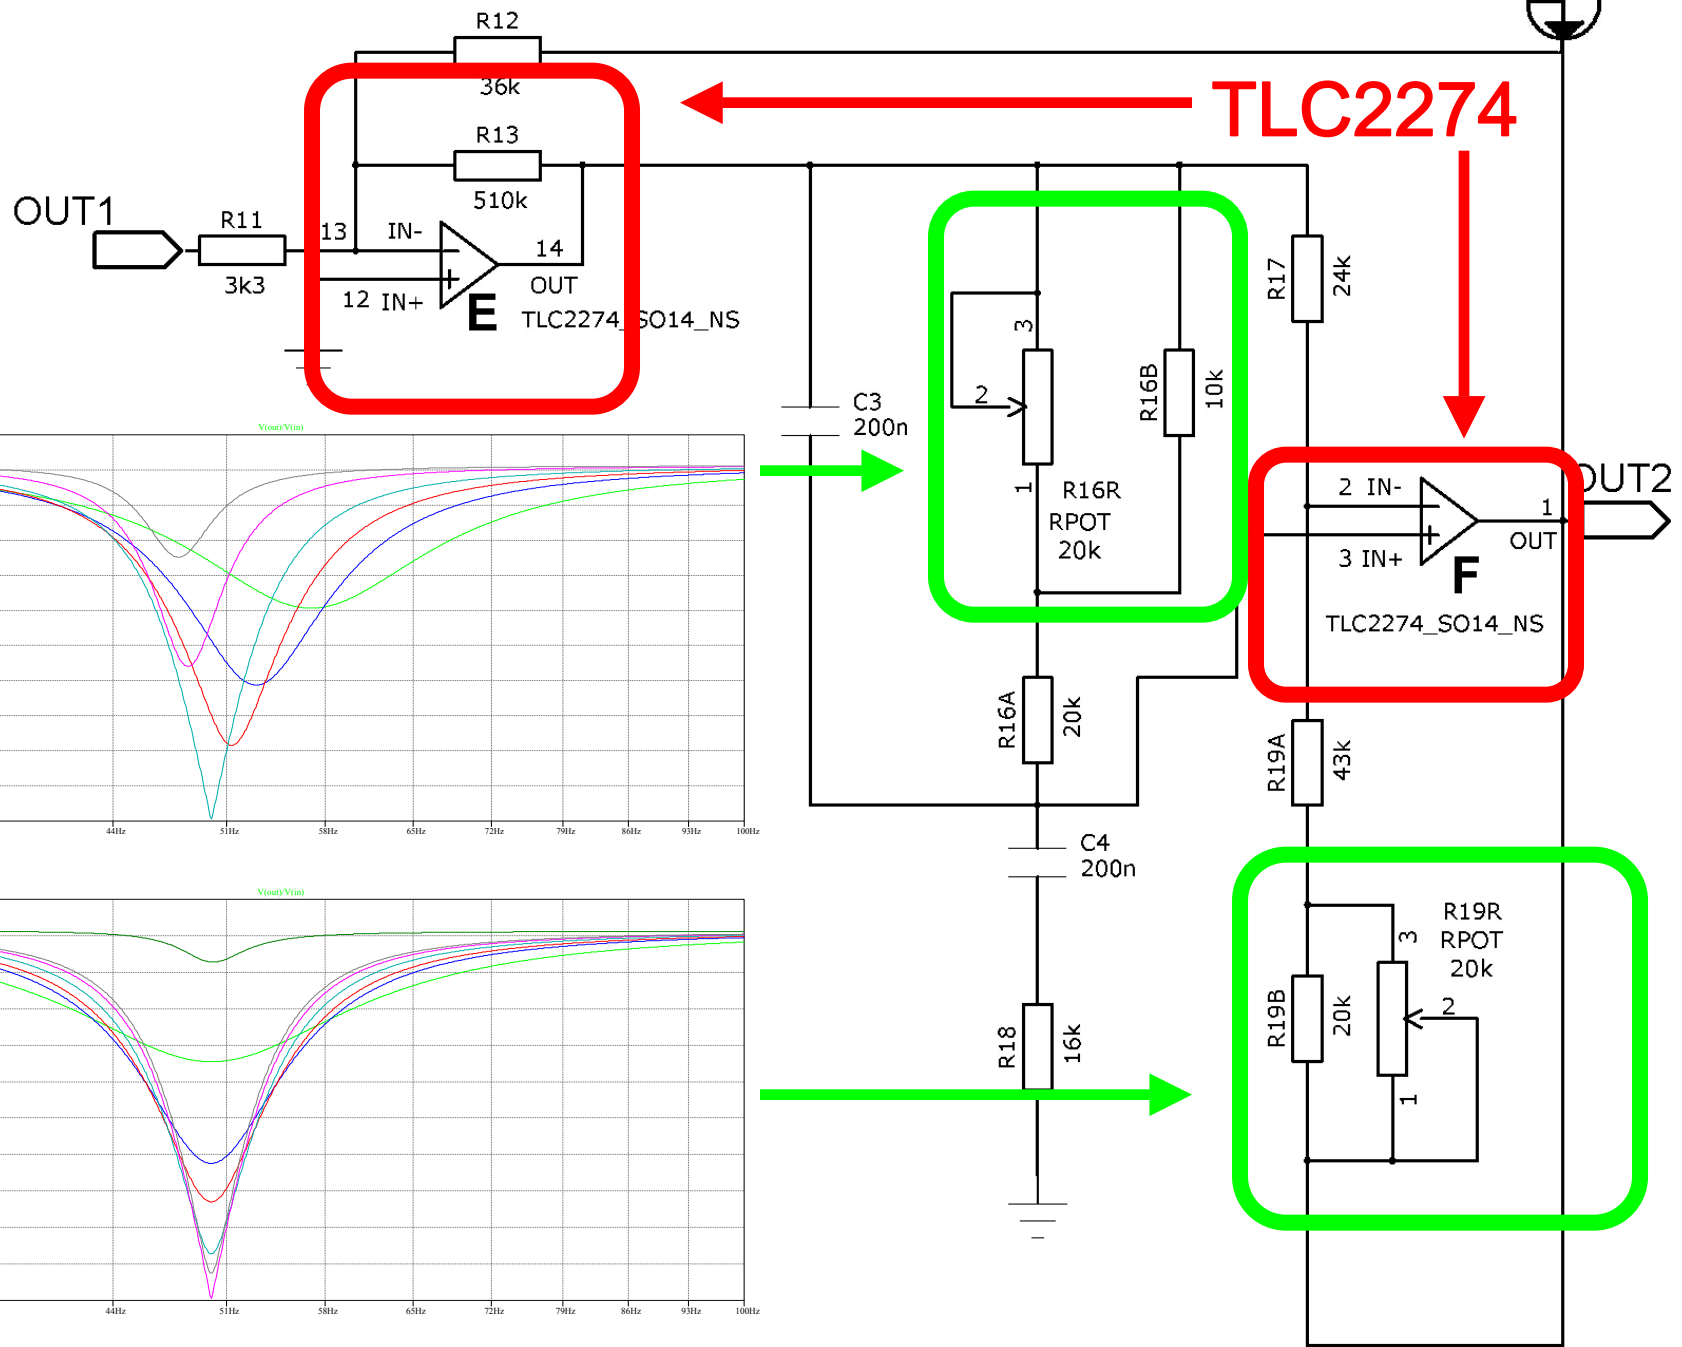 R12
36k
TLC2274
R13
510k
OUT1
R11
3k3
13
IN-
12
IN+
14
OUT
E
TLC2274_SO14_NS
R17
24k
3
2
1
R16B
10k
R16R
RPOT
20k
C3
200n
V(out)/V(in)
44Hz
51Hz
58Hz
65Hz
72Hz
79Hz
86Hz
93Hz
100Hz
OUT2
2
IN-
3
IN+
1
OUT
F
TLC2274_SO14_NS
R16A
20k
R19A
43k
C4
200n
V(out)/V(in)
44Hz
51Hz
58Hz
65Hz
72Hz
79Hz
86Hz
93Hz
100Hz
R18
16k
R19R
RPOT
20k
3
2
1
R19B
20k